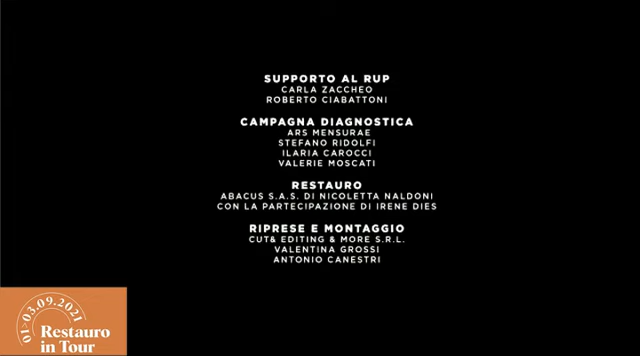 SUPPORTO AL RUP
CARLA ZACCHEO
ROBERTO CIABATTONI
CAMPAGNA DIAGNOSTICA
ARS MENSURAE
STEFANO RIDOLFI
ILARIA CAROCCI
VALERIE MOSCATI
RESTAURO
ABACUS S.A.S. DI NICOLETTA NALDONI
CON LA PARTECIPAZIONE DI IRENE DIES
RIPRESE E MONTAGGIO
CUT& EDITING & MORE S.R.L.
VALENTINA GROSSI
ANTONIO CANESTRI
01>03.09.2021
Restauro
in Tour